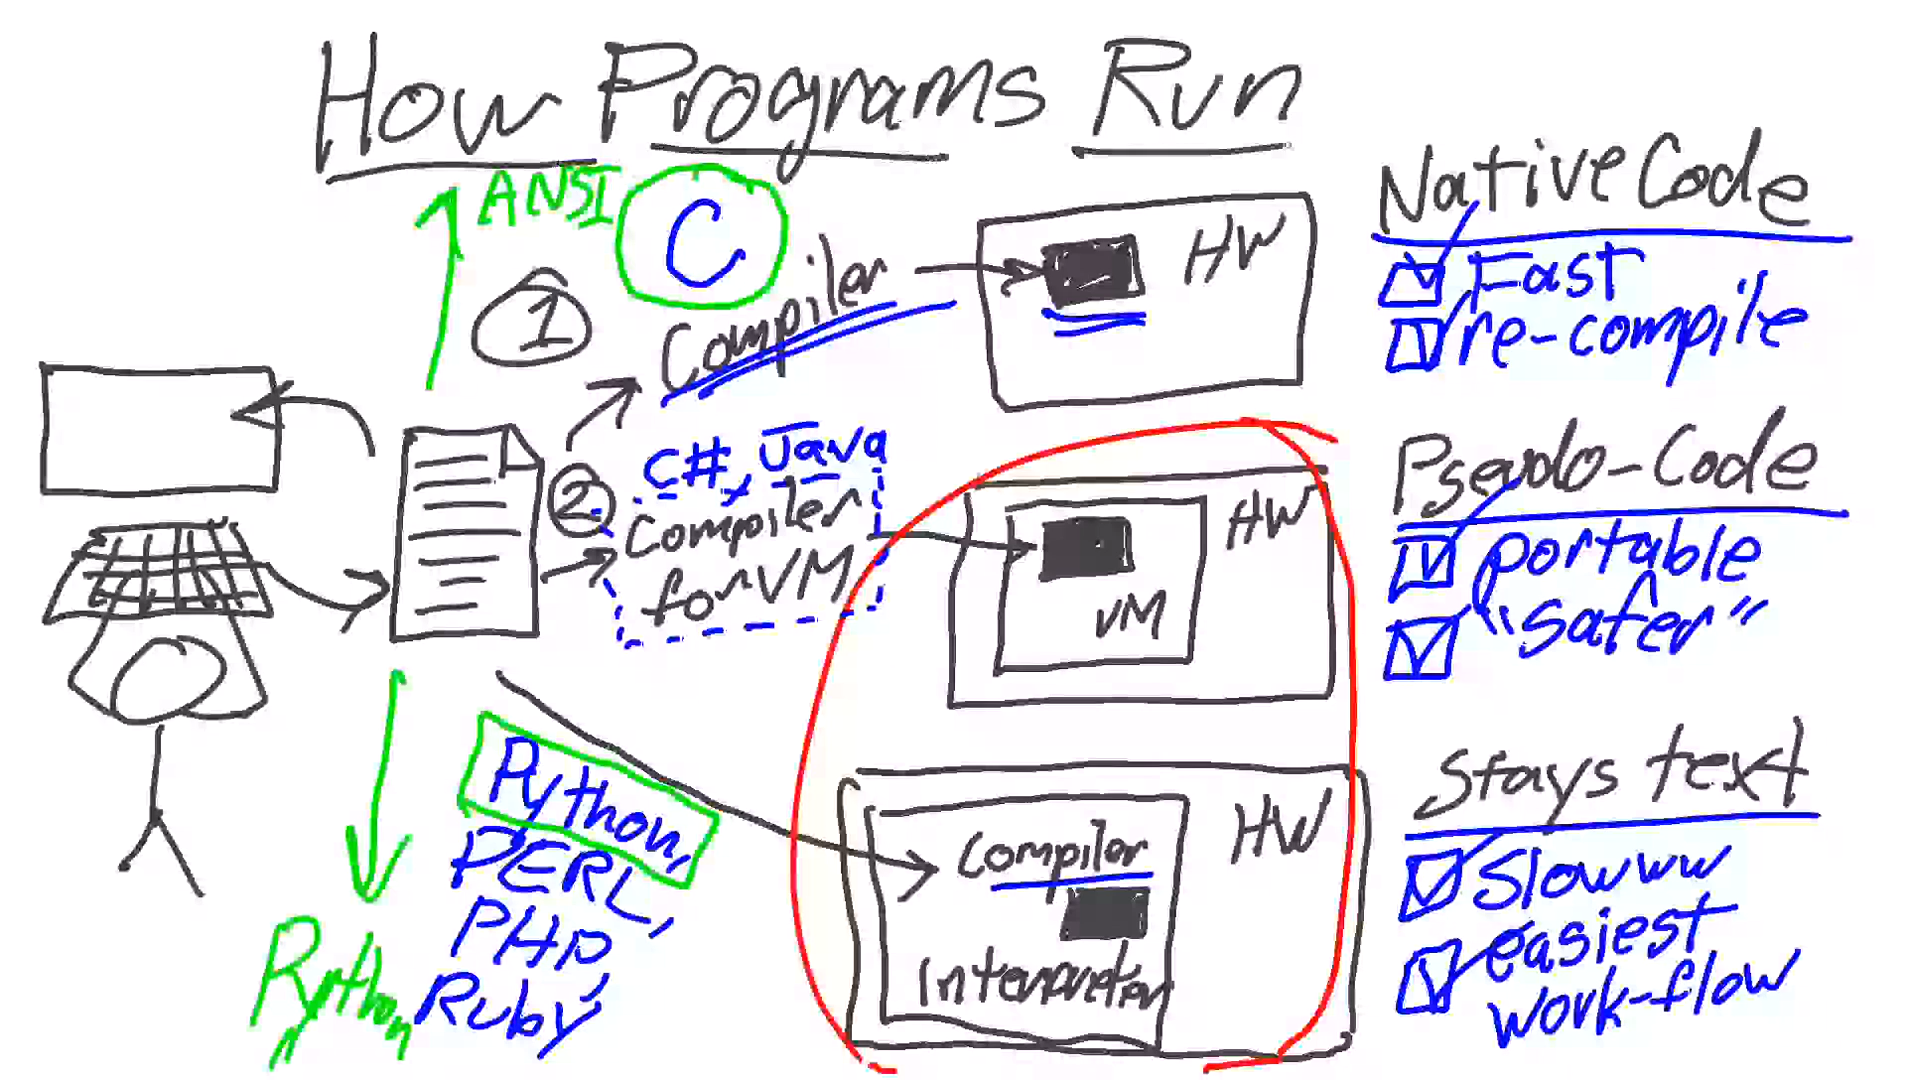 How Programs Run
ANSI C
1
Compiler
HW
Native Code
Fast
re-compile
2
C#, Java
Compiler
for VM
HW
VM
Pseudo-Code
portable
"safer"
Python,
PERL,
PHP,
Ruby
Python
Compiler
Interpreter
HW
Stays text
Slowww
easiest
work-flow